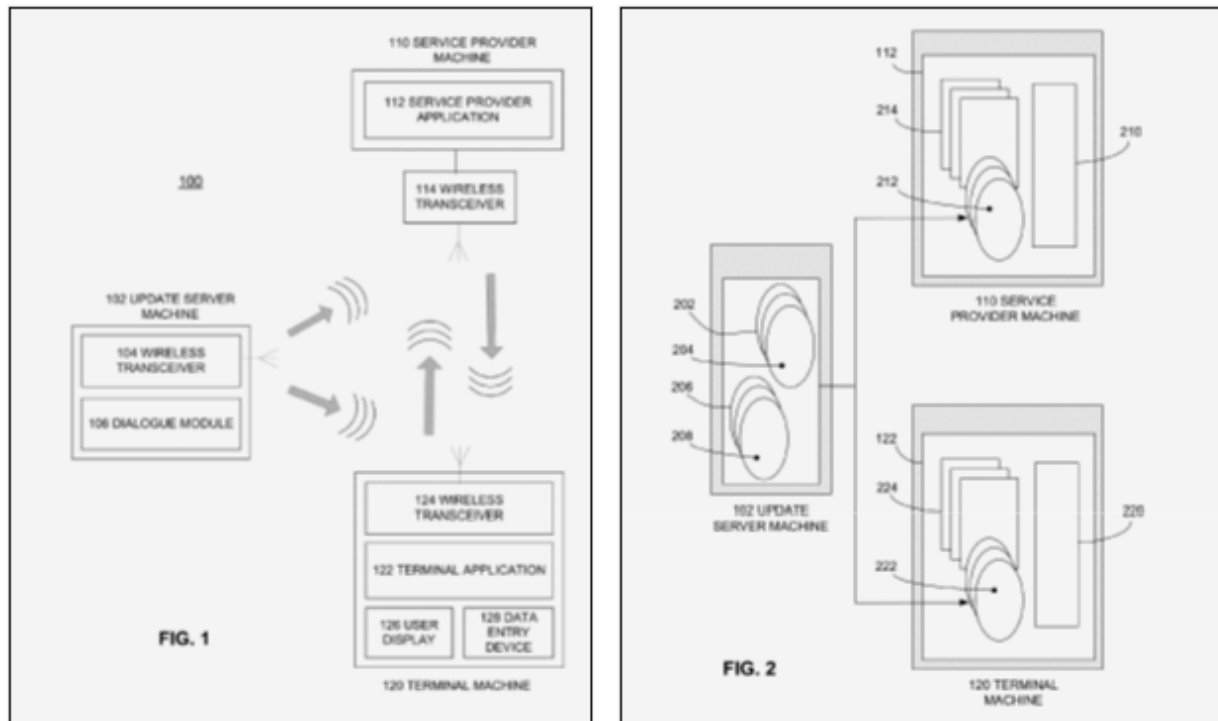 110 SERVICE PROVIDER
MACHINE
112 SERVICE PROVIDER
APPLICATION
100
114 WIRELESS
TRANSCEIVER
102 UPDATE SERVER
MACHINE
104 WIRELESS
TRANSCEIVER
106 DIALOGUE MODULE
124 WIRELESS
TRANSCEIVER
122 TERMINAL APPLICATION
126 USER
DISPLAY
128 DATA
ENTRY
DEVICE
FIG. 1
120 TERMINAL MACHINE
112
214
210
212
110 SERVICE
PROVIDER MACHINE
202
204
206
208
102 UPDATE
SERVER MACHINE
122
224
220
222
FIG. 2
120 TERMINAL
MACHINE